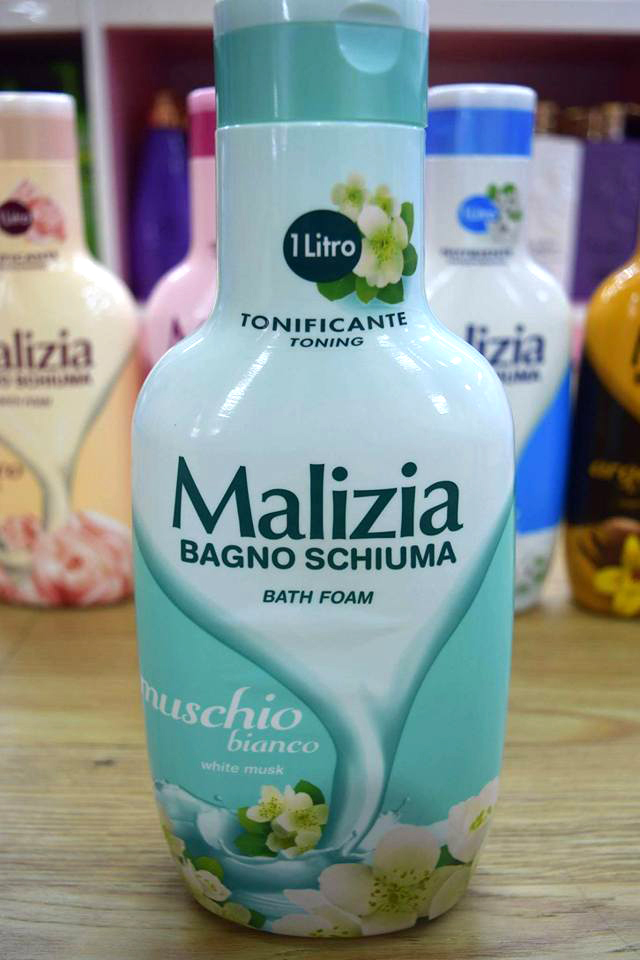 1 Litro
TONIFICANTE
TONING
Malizia
BAGNO SCHIUMA
BATH FOAM
muschio
bianco
white musk